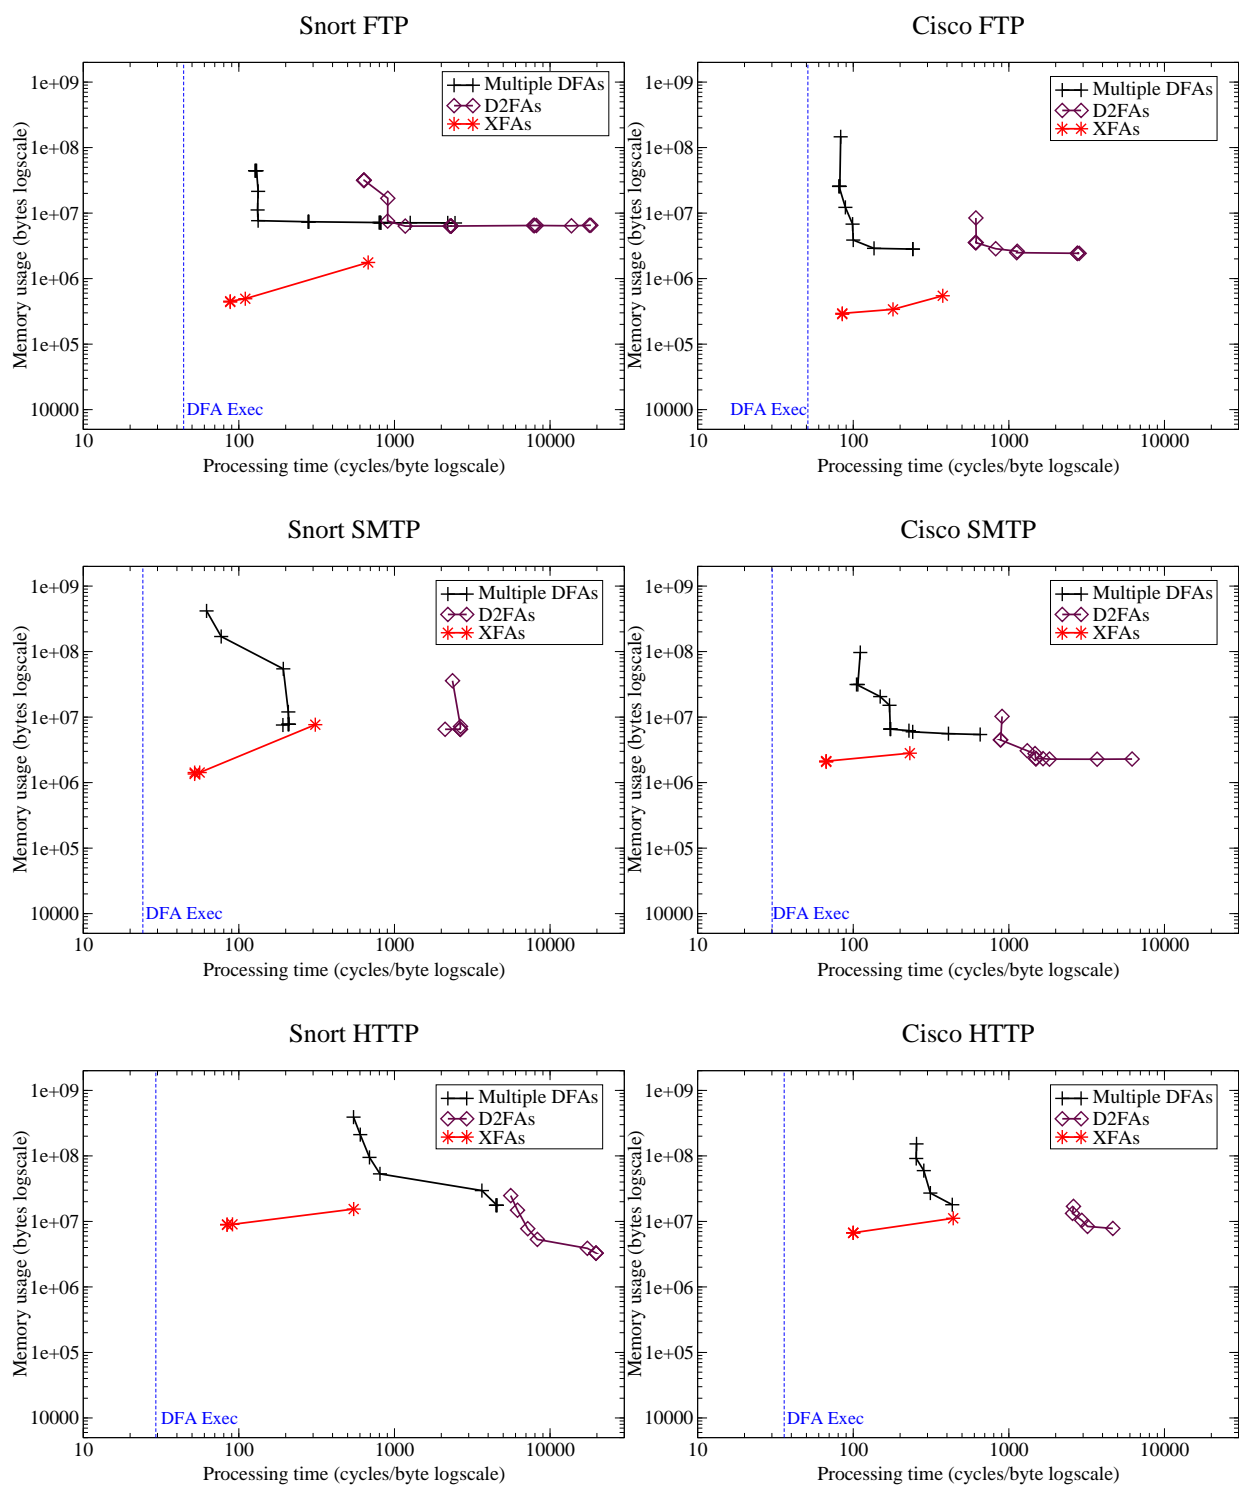 Snort FTP
Memory usage (bytes logscale)
1e+09
1e+08
1e+07
1e+06
1e+05
10000
Multiple DFAs
D2FAs
XFAs
DFA Exec
10 100 1000 10000
Processing time (cycles/byte logscale)
Cisco FTP
Memory usage (bytes logscale)
1e+09
1e+08
1e+07
1e+06
1e+05
10000
Multiple DFAs
D2FAs
XFAs
DFA Exec
10 100 1000 10000
Processing time (cycles/byte logscale)
Snort SMTP
Memory usage (bytes logscale)
1e+09
1e+08
1e+07
1e+06
1e+05
10000
Multiple DFAs
D2FAs
XFAs
DFA Exec
10 100 1000 10000
Processing time (cycles/byte logscale)
Cisco SMTP
Memory usage (bytes logscale)
1e+09
1e+08
1e+07
1e+06
1e+05
10000
Multiple DFAs
D2FAs
XFAs
DFA Exec
10 100 1000 10000
Processing time (cycles/byte logscale)
Snort HTTP
Memory usage (bytes logscale)
1e+09
1e+08
1e+07
1e+06
1e+05
10000
Multiple DFAs
D2FAs
XFAs
DFA Exec
10 100 1000 10000
Processing time (cycles/byte logscale)
Cisco HTTP
Memory usage (bytes logscale)
1e+09
1e+08
1e+07
1e+06
1e+05
10000
Multiple DFAs
D2FAs
XFAs
DFA Exec
10 100 1000 10000
Processing time (cycles/byte logscale)